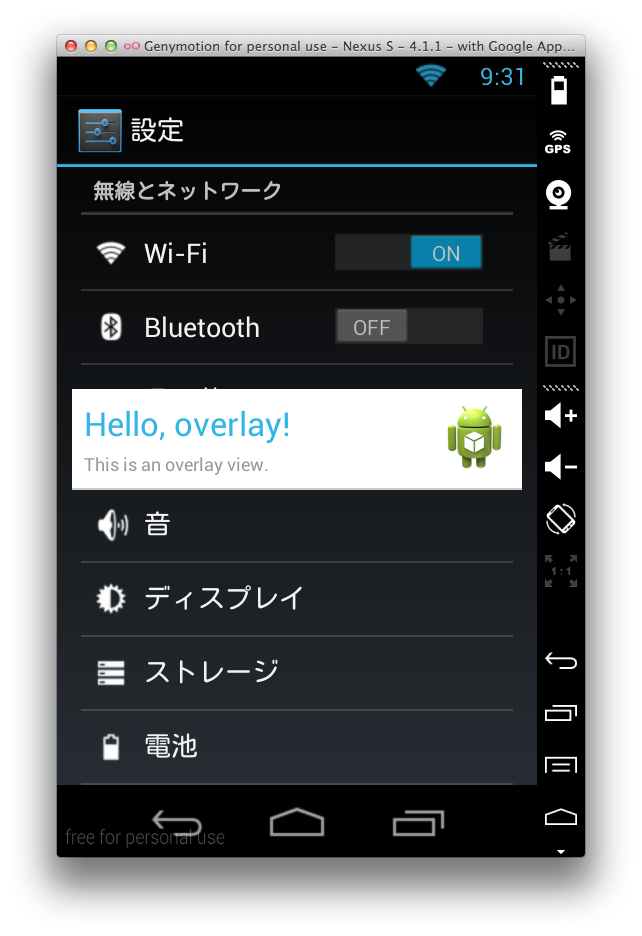 Genymotion for personal use - Nexus S - 4.1.1 - with Google App...
9:31
設定
GPS
無線とネットワーク
Wi-Fi
ON
Bluetooth
OFF
ID
Hello, overlay!
This is an overlay view.
音
1:1
ディスプレイ
ストレージ
電池
free for personal use